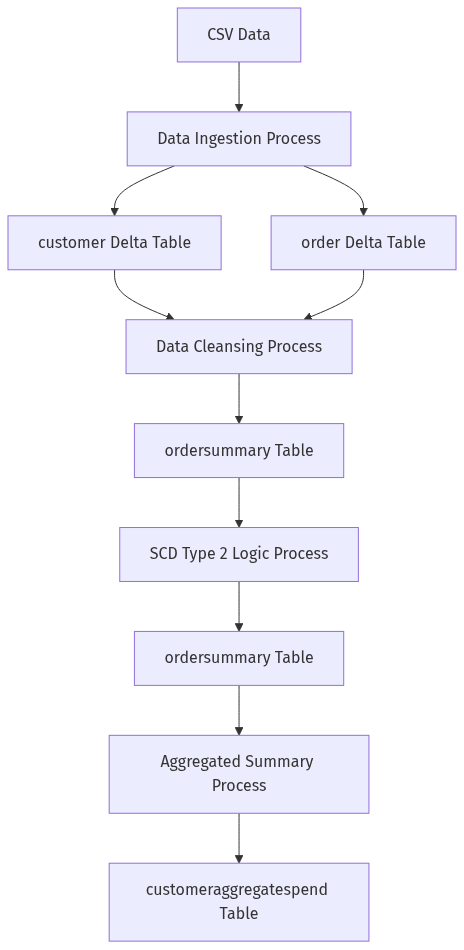 CSV Data
Data Ingestion Process
customer Delta Table
order Delta Table
Data Cleansing Process
ordersummary Table
SCD Type 2 Logic Process
ordersummary Table
Aggregated Summary
Process
customeraggregatespend
Table